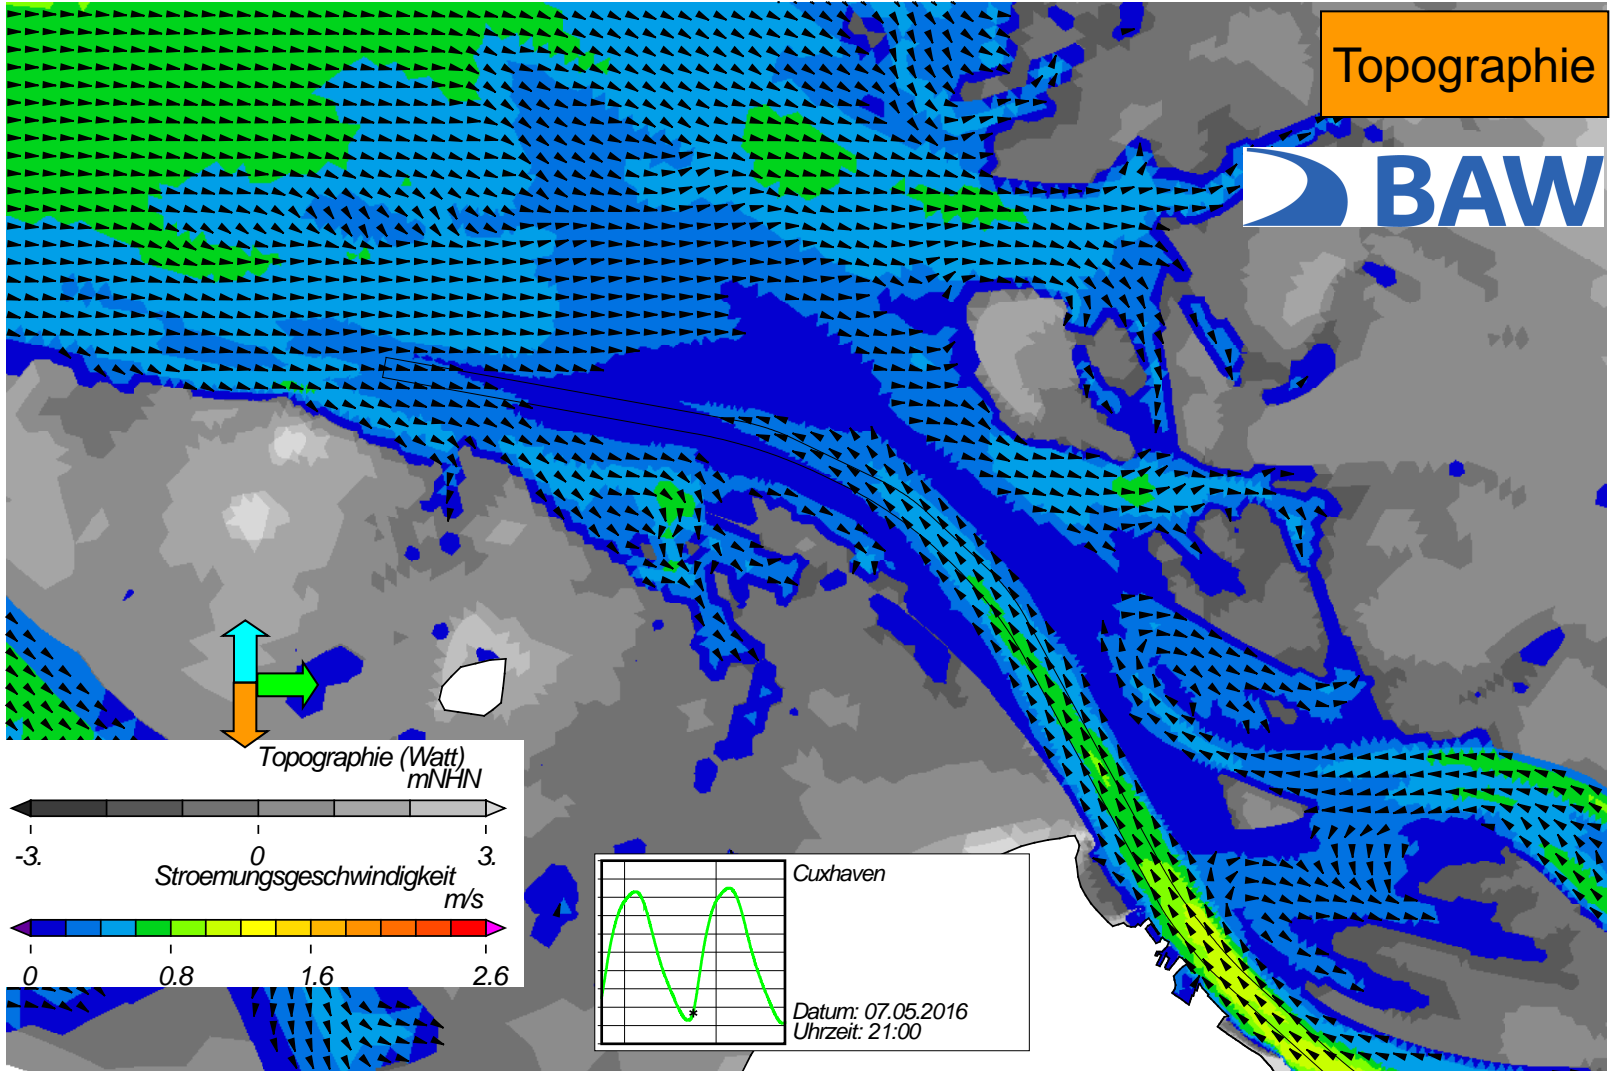 Topographie
BAW
Topographie (Watt)
mNHN
-3. 0 3.
Stroemungsgeschwindigkeit
m/s
0 0.8 1.6 2.6
Cuxhaven
Datum: 07.05.2016
Uhrzeit: 21:00